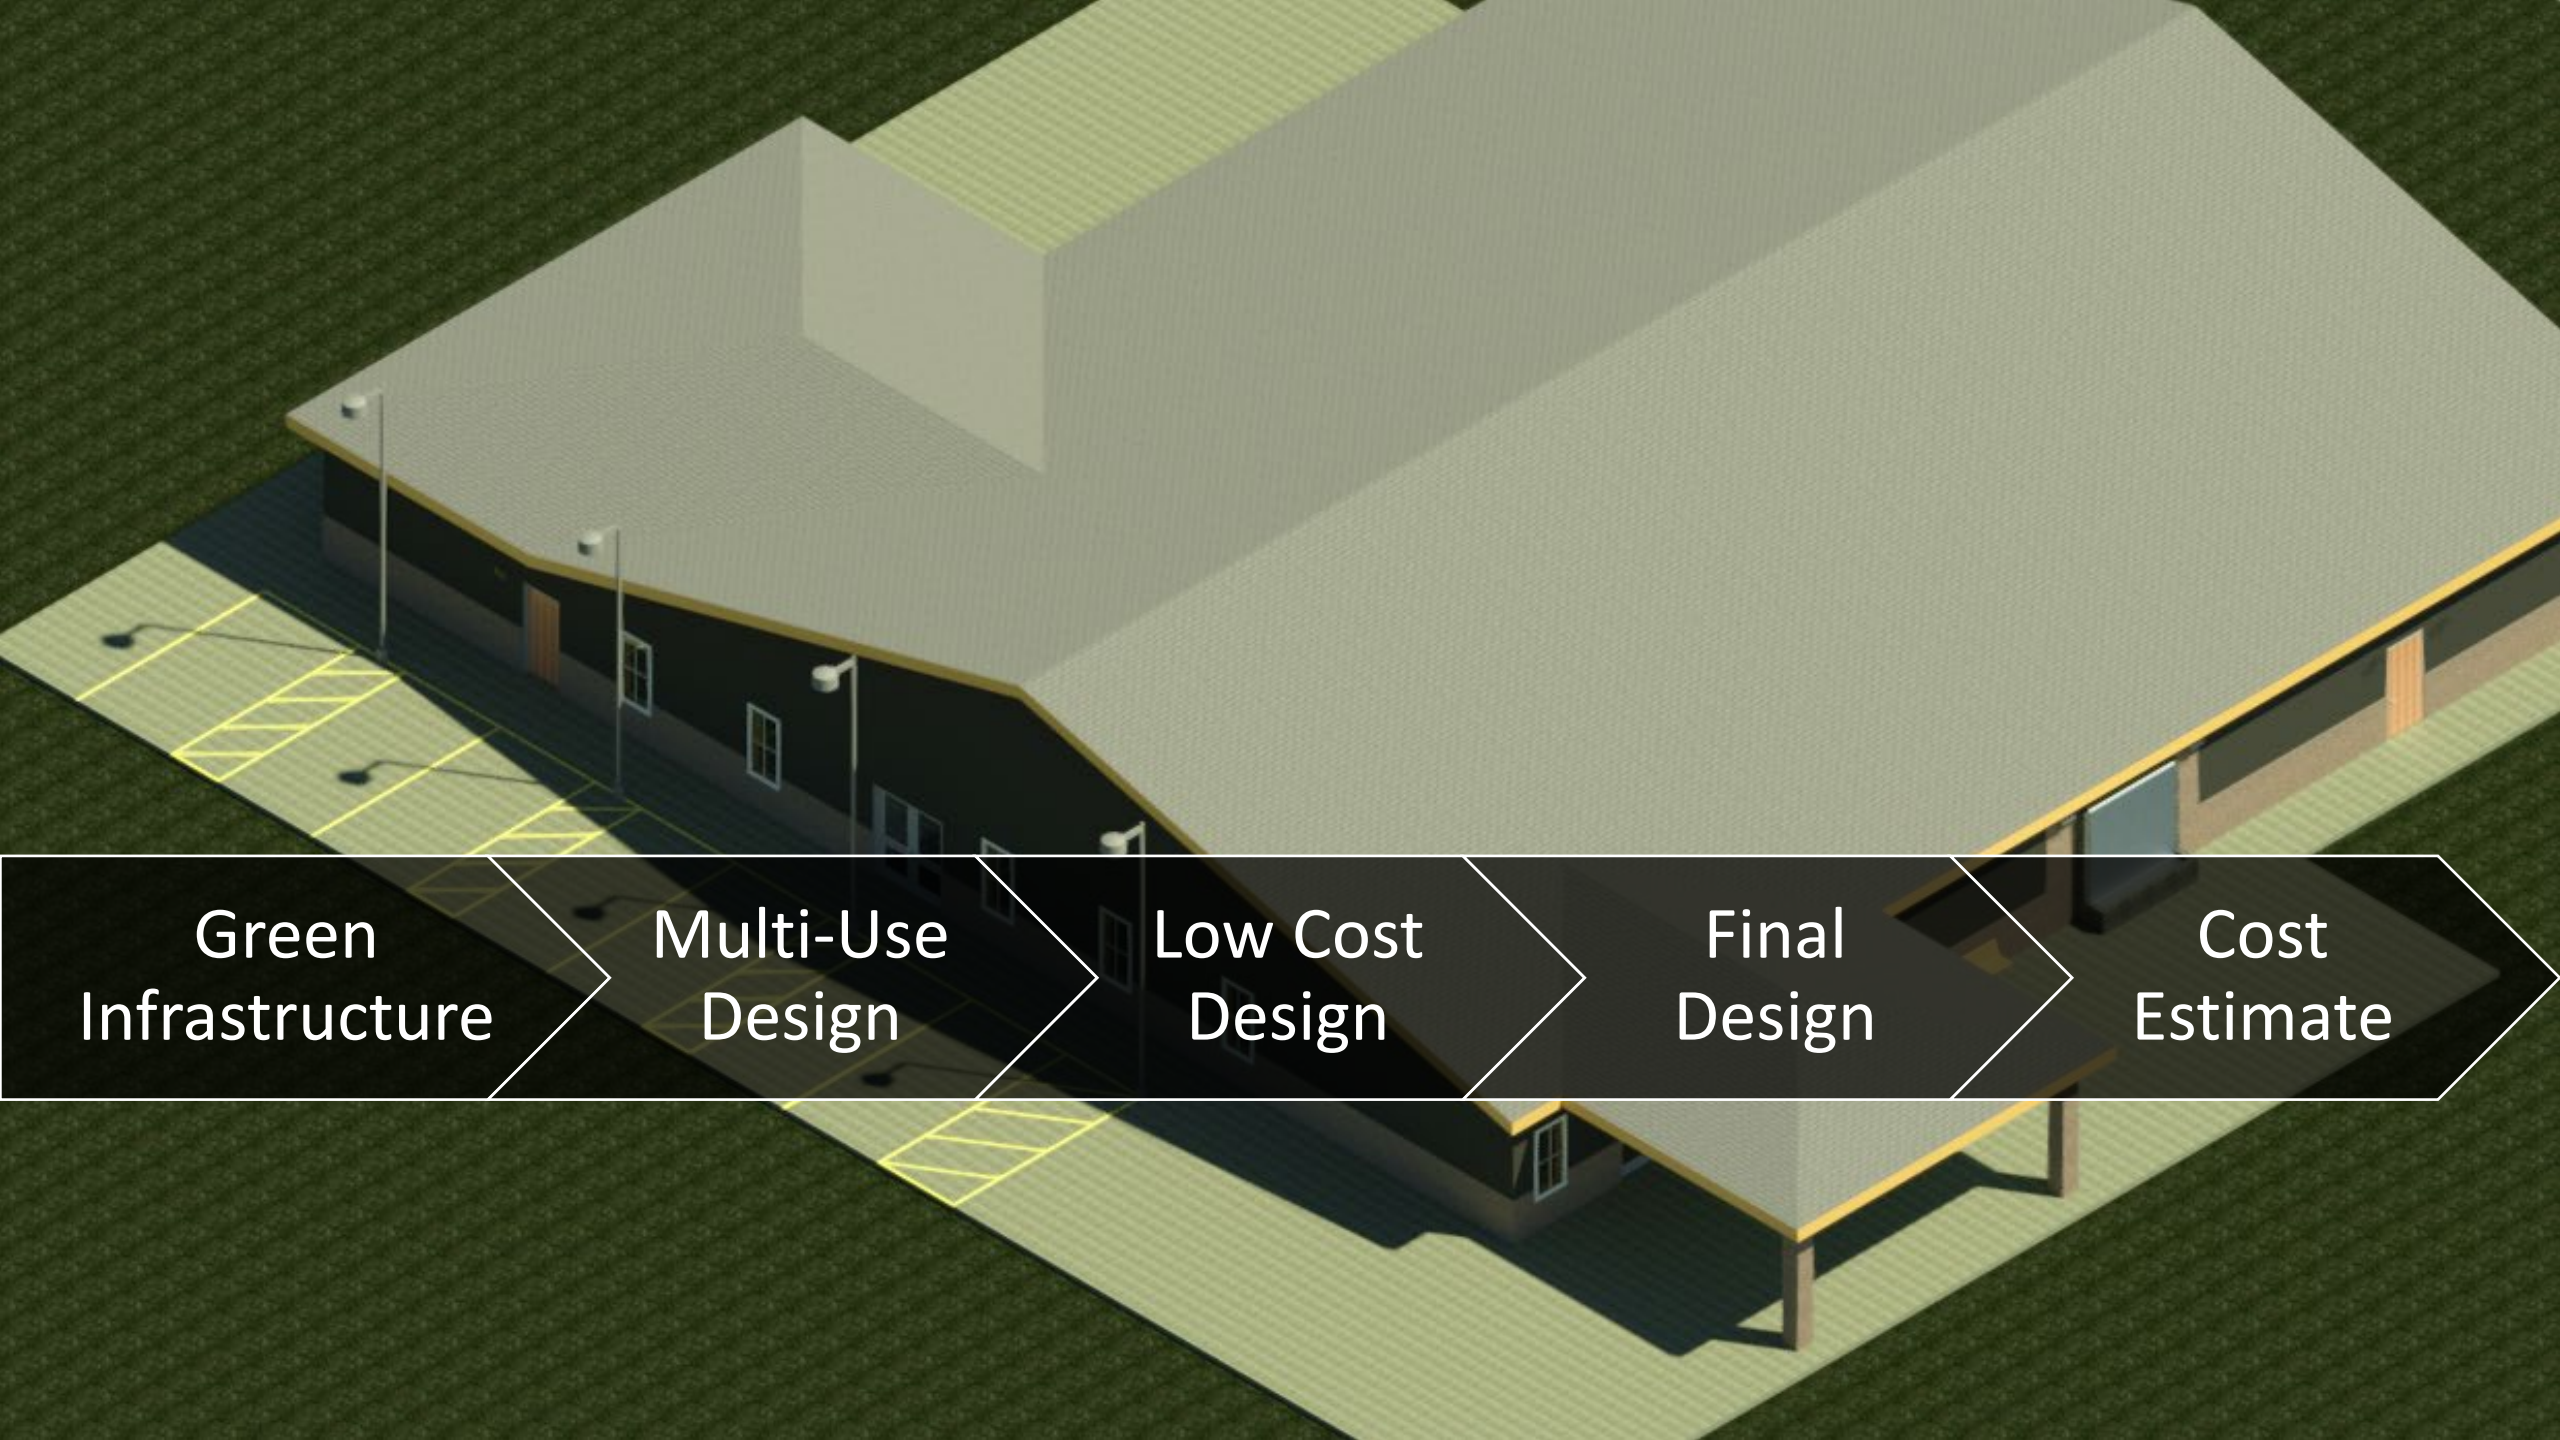 Green
Infrastructure
Multi-Use
Design
Low Cost
Design
Final
Design
Cost
Estimate